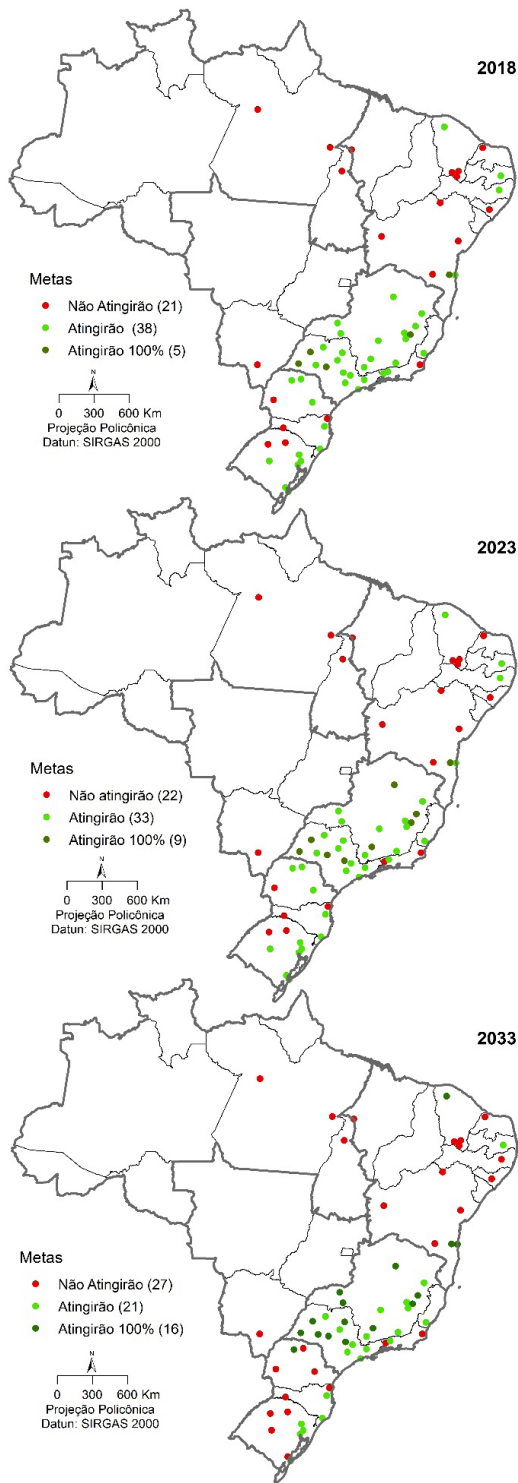 2018
Metas
Não Atingirão (21)
Atingirão (38)
Atingirão 100% (5)
N
0 300 600 Km
Projeção Policônica
Datun: SIRGAS 2000
2023
Metas
Não atingirão (22)
Atingirão (33)
Atingirão 100% (9)
N
0 300 600 Km
Projeção Policônica
Datun: SIRGAS 2000
2033
Metas
Não Atingirão (27)
Atingirão (21)
Atingirão 100% (16)
N
0 300 600 Km
Projeção Policônica
Datun: SIRGAS 2000